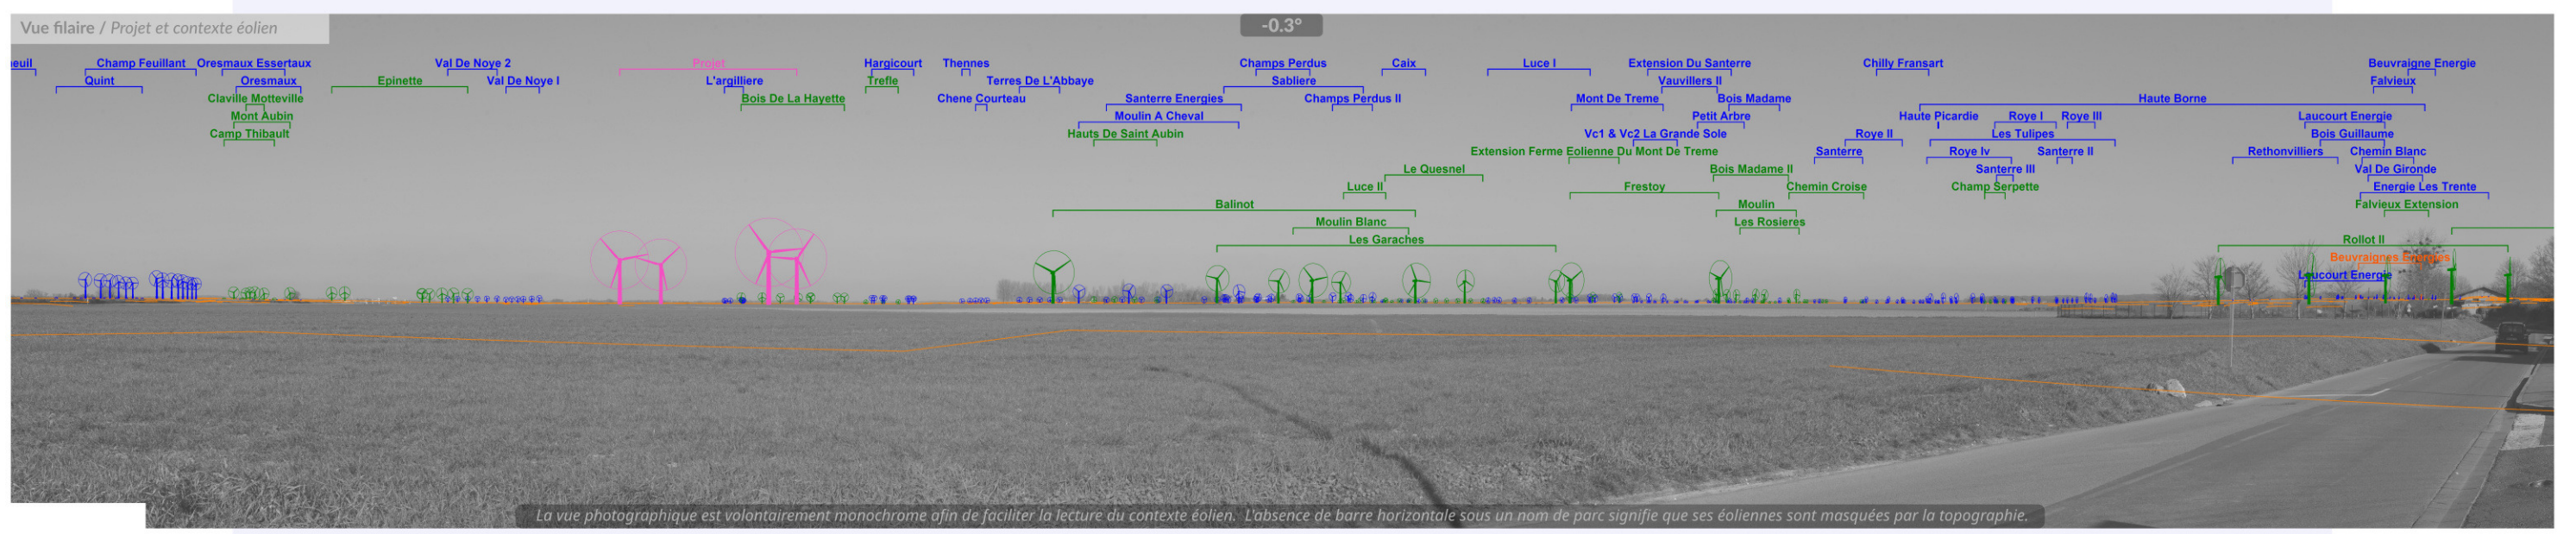 Vue filaire / Projet et contexte éolien
-0.3°
Champ Feuillant Oresmaux Essertaux Val De Noye 2 Projet Hargicourt Thennes Champs Perdus Caix Luce I Extension Du Santerre Chilly Fransart Beuvraigne Energie
Quint Oresmaux Epinette Val De Noye I L'argilliere Trefle Terres De L'Abbaye Sabliere Vauvillers II Falvieux
Claville Motteville Bois De La Hayette Chene Courteau Santerre Energies Champs Perdus II Mont De Treme Bois Madame Haute Borne
Mont Aubin Moulin A Cheval Petit Arbre Haute Picardie Roye I Roye III Laucourt Energie
Camp Thibault Hauts De Saint Aubin Vc1 & Vc2 La Grande Sole Roye II Les Tulipes Bois Guillaume
Extension Ferme Eolienne Du Mont De Treme Santerre Roye Iv Santerre II Rethonvilliers Chemin Blanc
Le Quesnel Bois Madame II Santerre III Val De Gironde
Luce II Frestoy Chemin Croise Champ Serpette Energie Les Trente
Balinot Moulin Falvieux Extension
Moulin Blanc Les Rosieres
Les Garaches Rollot II
Beuvraignes Energies
Laucourt Energie
La vue photographique est volontairement monochrome afin de faciliter la lecture du contexte éolien. L'absence de barre horizontale sous un nom de parc signifie que ses éoliennes sont masquées par la topographie.